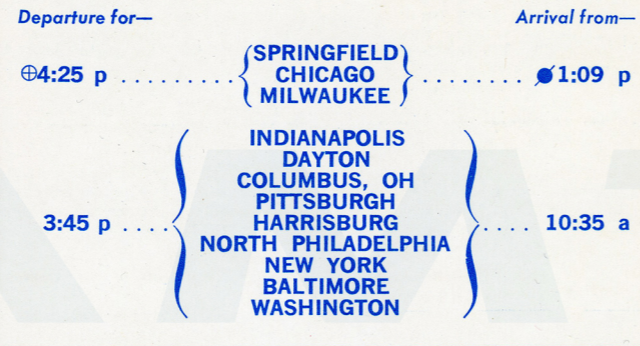 Departure for—
Arrival from—
SPRINGFIELD
⊕4:25 p ......... CHICAGO ........ 1:09 p
MILWAUKEE
INDIANAPOLIS
DAYTON
COLUMBUS, OH
PITTSBURGH
3:45 p .... HARRISBURG .... 10:35 a
NORTH PHILADELPHIA
NEW YORK
BALTIMORE
WASHINGTON